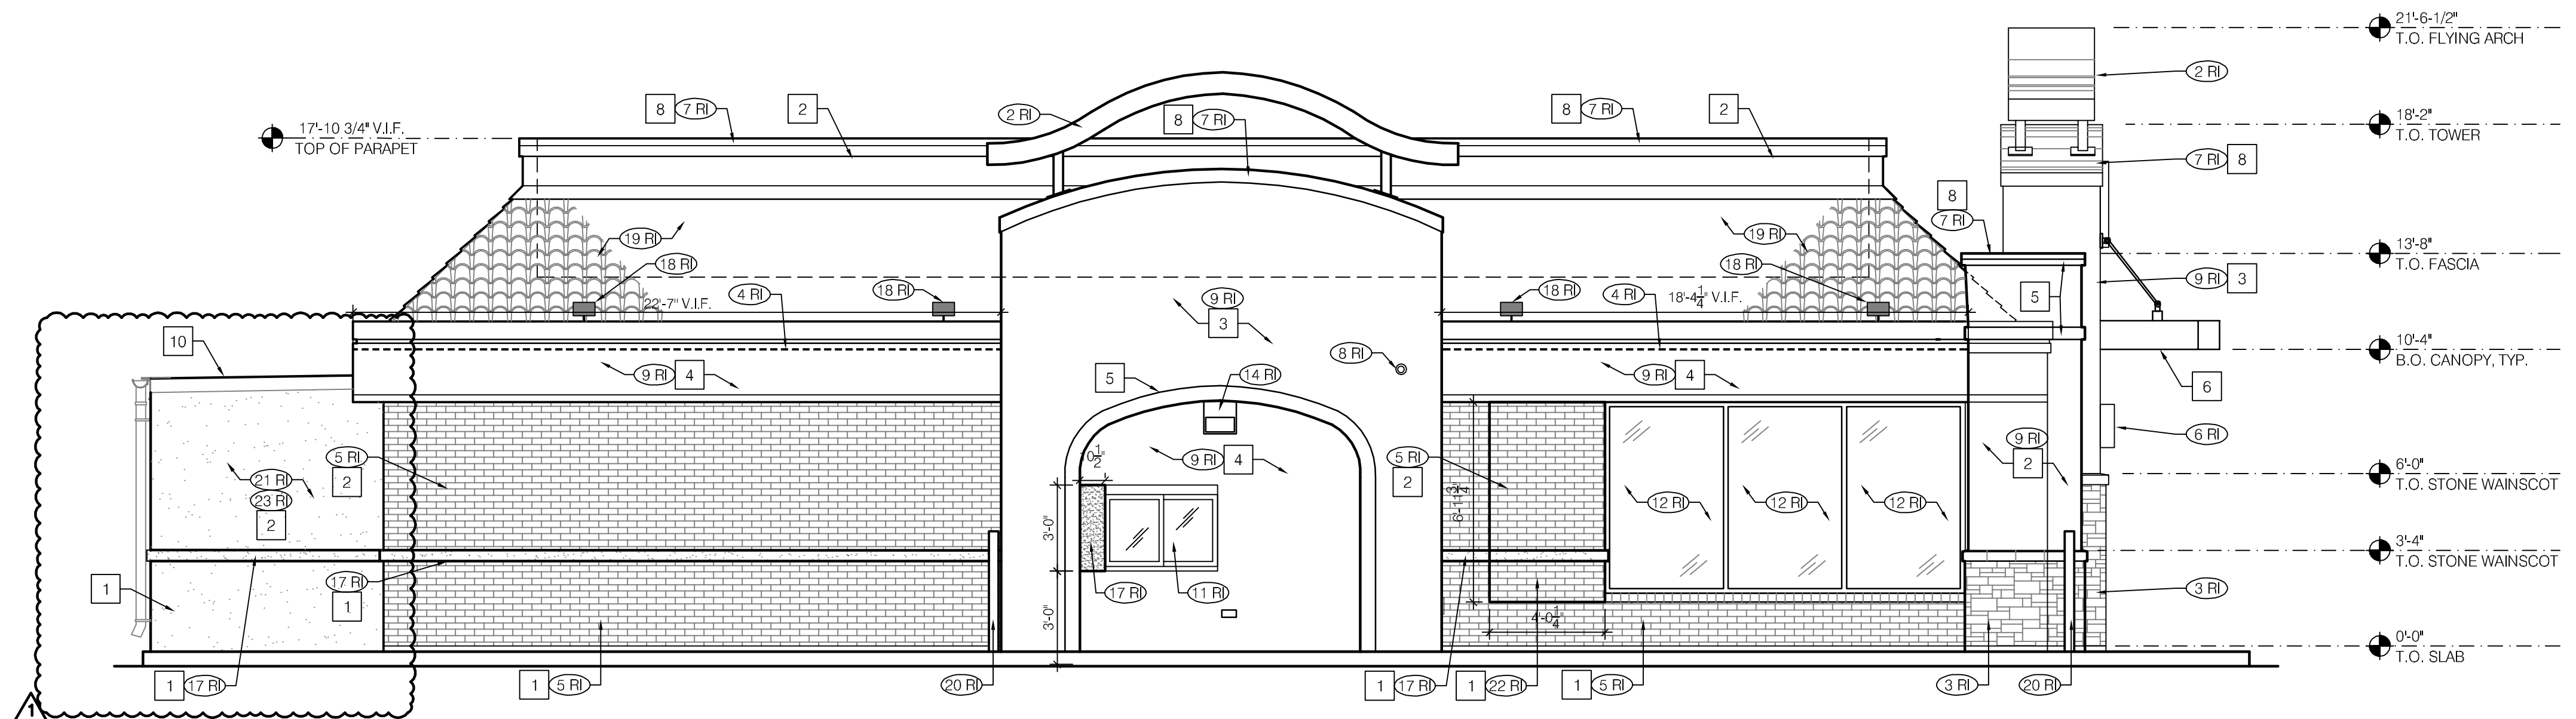 21'-6-1/2"
T.O. FLYING ARCH
2 RI
8 7 RI
2
2 RI
8 7 RI
8 7 RI
2
18'-2"
T.O. TOWER
17'-10 3/4" V.I.F.
TOP OF PARAPET
7 RI 8
8
7 RI
19 RI
19 RI
13'-8"
T.O. FASCIA
18 RI
18 RI
9 RI 3
4 RI
18 RI
9 RI
3
18 RI
4 RI
5
22'-7" V.I.F.
18'-4 1/4" V.I.F.
10
8 RI
10'-4"
B.O. CANOPY, TYP.
9 RI 4
5
14 RI
9 RI 4
6
5 RI
2
10 1/2"
9 RI 4
5 RI
2
9 RI
2
6 RI
21 RI
23 RI
2
6'-0"
T.O. STONE WAINSCOT
6'-11 3/4"
12 RI
12 RI
12 RI
3'-0"
3'-4"
T.O. STONE WAINSCOT
1
17 RI
1
17 RI
11 RI
3 RI
3'-0"
4'-0 1/4"
0'-0"
T.O. SLAB
1 17 RI
1 5 RI
20 RI
1 17 RI
1 22 RI
1 5 RI
3 RI
20 RI
1